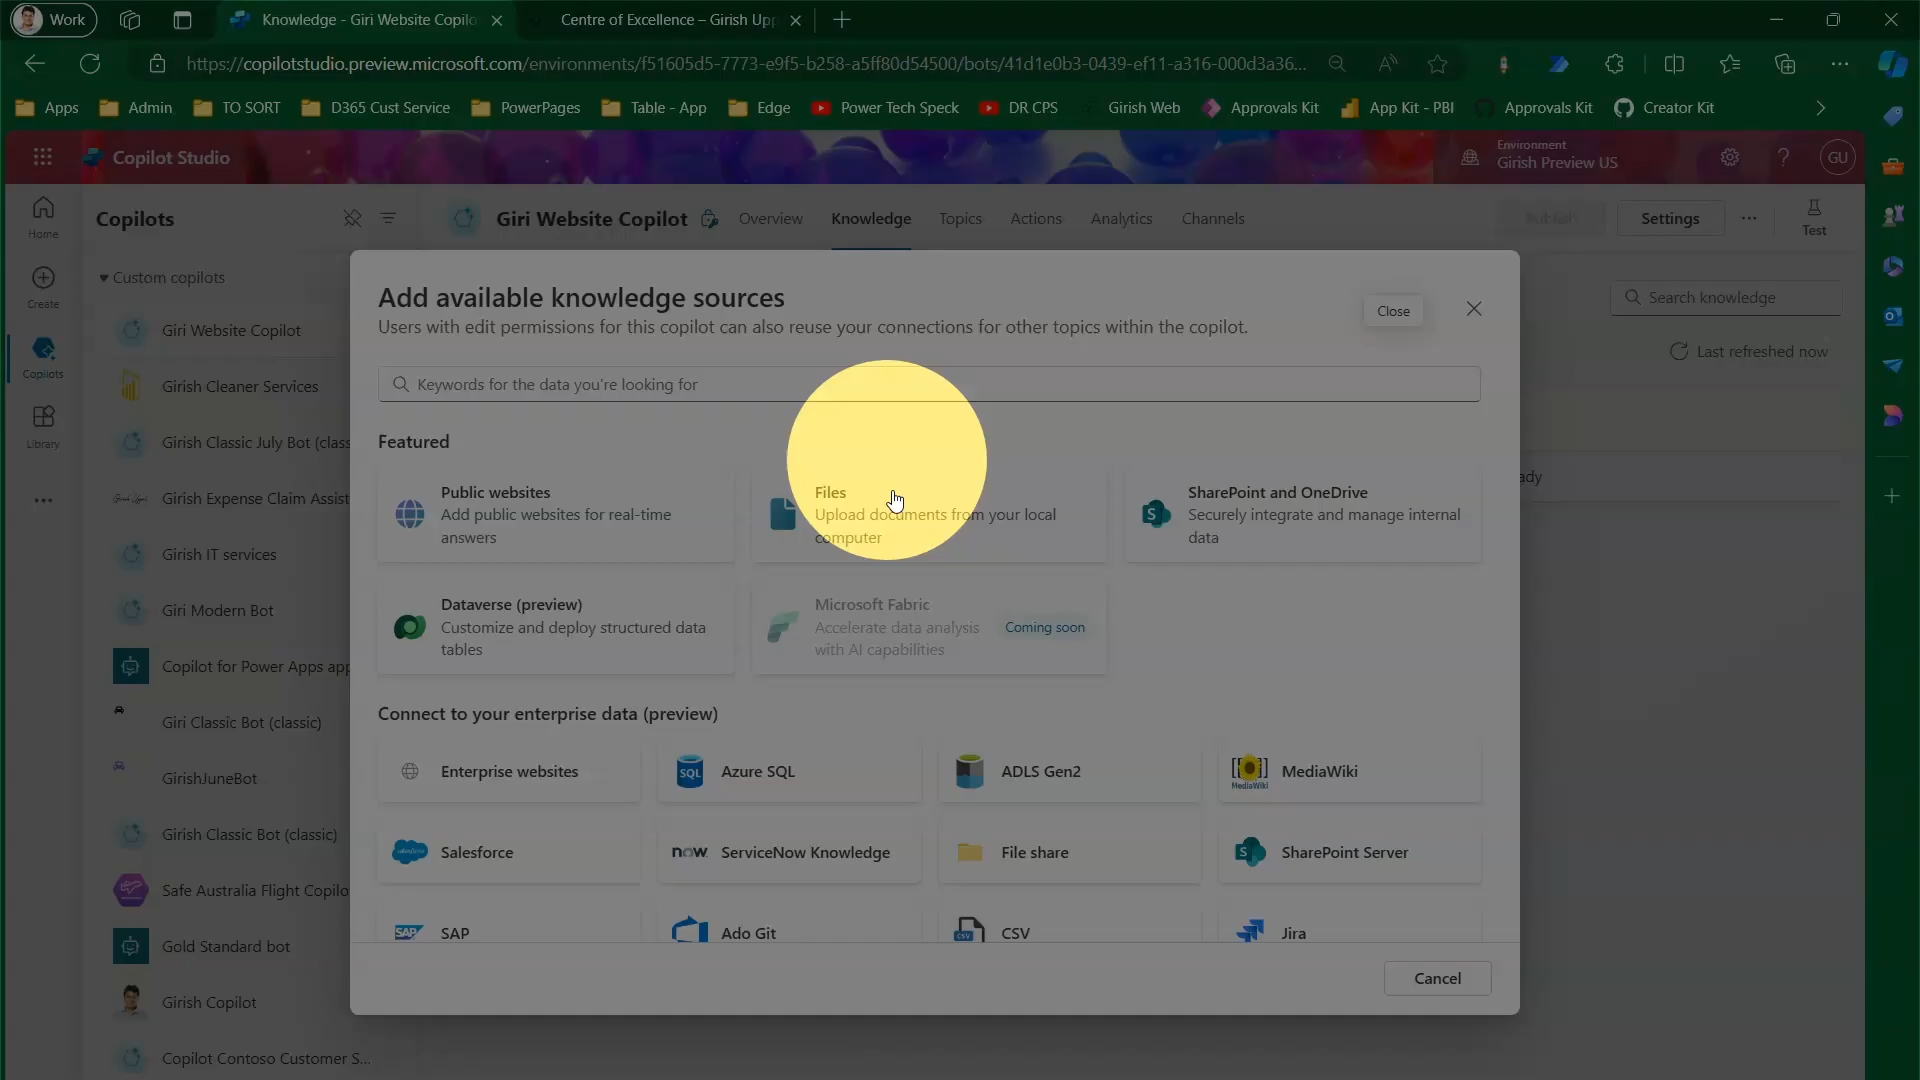 Work
Knowledge - Giri Website Copilo
Centre of Excellence – Girish Upp
https://copilotstudio.preview.microsoft.com/environments/f51605d5-7773-e9f5-b258-a5ff80d54500/bots/41d1e0b3-0439-ef11-a316-000d3a36...
Apps
Admin
TO SORT
D365 Cust Service
PowerPages
Table - App
Edge
Power Tech Speck
DR CPS
Girish Web
Approvals Kit
App Kit - PBI
Approvals Kit
Creator Kit
Copilot Studio
Environment
Girish Preview US
?
GU
Home
Create
Copilots
Library
Copilots
Custom copilots
Giri Website Copilot
Girish Cleaner Services
Girish Classic July Bot (class
Girish Expense Claim Assist
Girish IT services
Giri Modern Bot
Copilot for Power Apps app
Giri Classic Bot (classic)
GirishJuneBot
Girish Classic Bot (classic)
Safe Australia Flight Copilo
Gold Standard bot
Girish Copilot
Copilot Contoso Customer S...
Giri Website Copilot
Overview
Knowledge
Topics
Actions
Analytics
Channels
Publish
Settings
Test
Search knowledge
Last refreshed now
ady
Add available knowledge sources
Users with edit permissions for this copilot can also reuse your connections for other topics within the copilot.
Close
Keywords for the data you're looking for
Featured
Public websites
Add public websites for real-time
answers
Files
Upload documents from your local
computer
SharePoint and OneDrive
Securely integrate and manage internal
data
Dataverse (preview)
Customize and deploy structured data
tables
Microsoft Fabric
Accelerate data analysis
with AI capabilities
Coming soon
Connect to your enterprise data (preview)
Enterprise websites
SQL
Azure SQL
ADLS Gen2
MediaWiki
MediaWiki
salesforce
Salesforce
now.
ServiceNow Knowledge
File share
S
SharePoint Server
SAP
SAP
Ado Git
CSV
CSV
Jira
Cancel